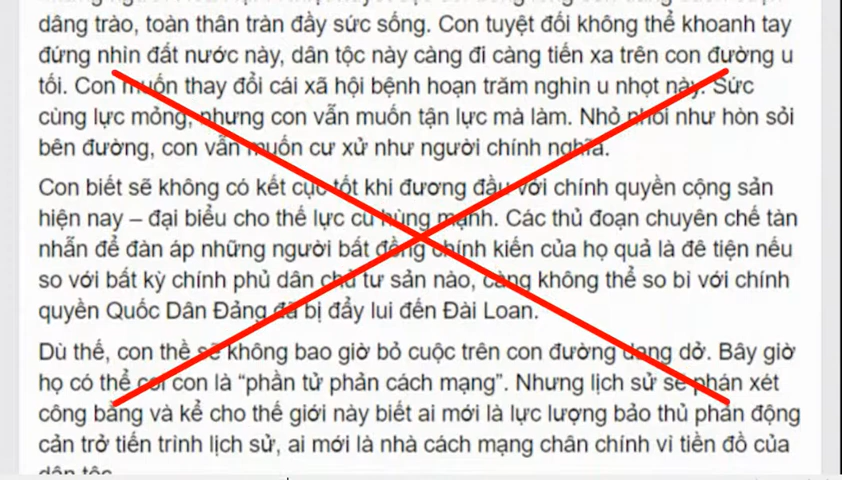 dâng trào, toàn thân tràn đầy sức sống. Con tuyệt đối không thể khoanh tay
đứng nhìn đất nước này, dân tộc này càng đi càng tiến xa trên con đường u
tối. Con muốn thay đổi cái xã hội bệnh hoạn trăm nghìn u nhọt này. Sức
cùng lực mỏng, nhưng con vẫn muốn tận lực mà làm. Nhỏ nhoi như hòn sỏi
bên đường, con vẫn muốn cư xử như người chính nghĩa.
Con biết sẽ không có kết cục tốt khi đương đầu với chính quyền cộng sản
hiện nay – đại biểu cho thế lực cù hùng mạnh. Các thủ đoạn chuyên chế tàn
nhẫn để đàn áp những người bất đồng chính kiến của họ quả là đê tiện nếu
so với bất kỳ chính phủ dân chủ tư sản nào, càng không thể so bì với chính
quyền Quốc Dân Đảng đã bị đẩy lui đến Đài Loan.
Dù thế, con thề sẽ không bao giờ bỏ cuộc trên con đường dang dở. Bây giờ
họ có thể coi con là “phần tử phản cách mạng”. Nhưng lịch sử sẽ phán xét
công bằng và kể cho thế giới này biết ai mới là lực lượng bảo thủ phản động
cản trở tiến trình lịch sử, ai mới là nhà cách mạng chân chính vì tiền đồ của
dân tộc